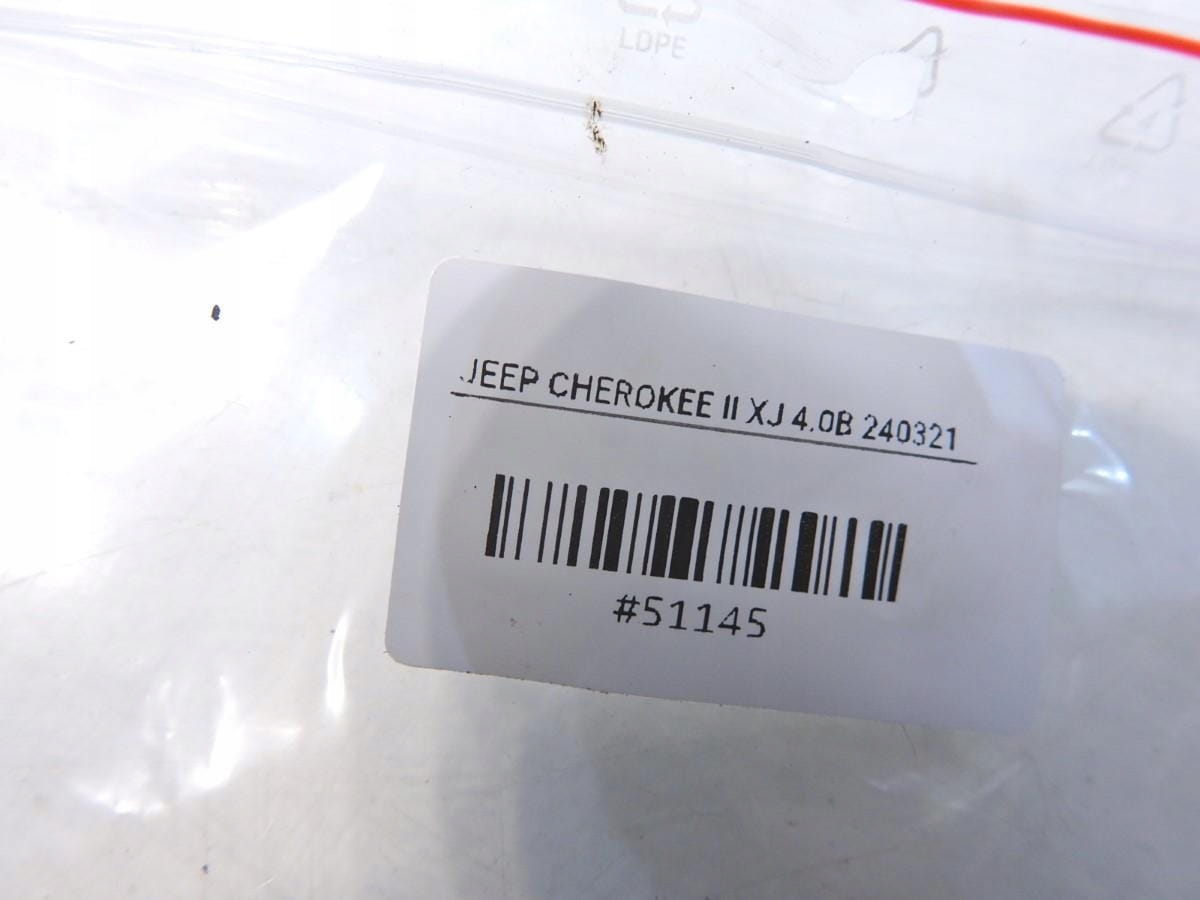 LDPE
JEEP CHEROKEE II XJ 4.0B 240321
#51145